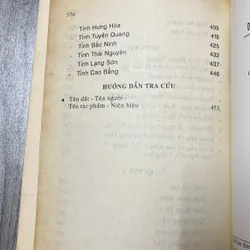 576
- Tỉnh Hưng Hóa 409
- Tỉnh Tuyên Quang 418
- Tỉnh Bắc Ninh
- Tỉnh Thái Nguyên 425
- Tỉnh Lạng Sơn 437
- Tỉnh Cao Bằng 446
HƯỚNG DẪN TRA CỨU
Tên đất - Tên người -
Tên tác phẩm - Niên hiệu 451